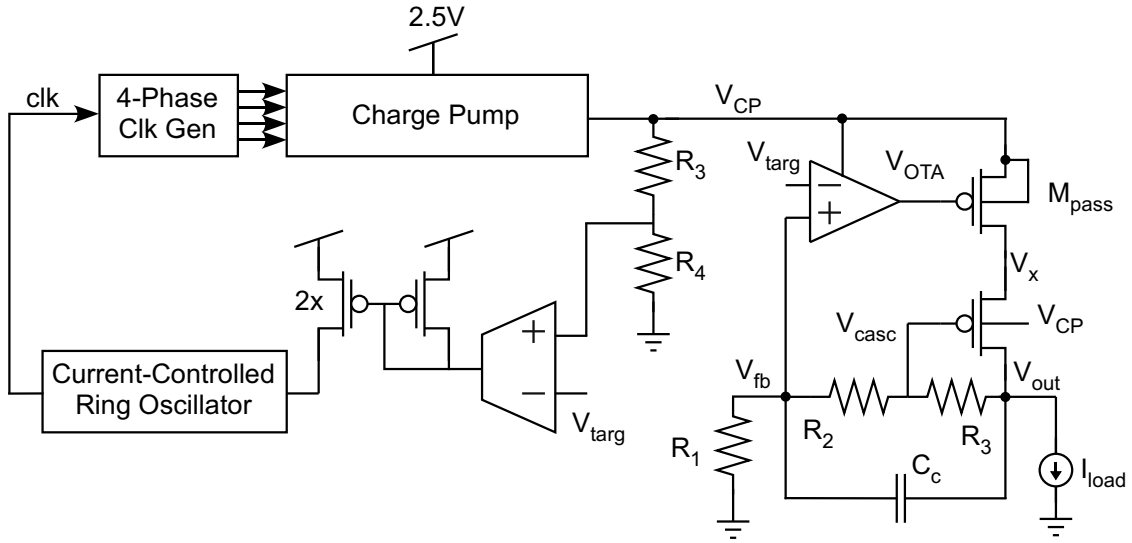 2.5V
clk
4-Phase
Clk Gen
Charge Pump
V_CP
R_3
R_4
V_targ
V_OTA
M_pass
V_x
V_CP
V_casc
V_fb
V_out
R_2
R_3
R_1
C_c
I_load
2x
+
−
V_targ
−
+
Current-Controlled
Ring Oscillator